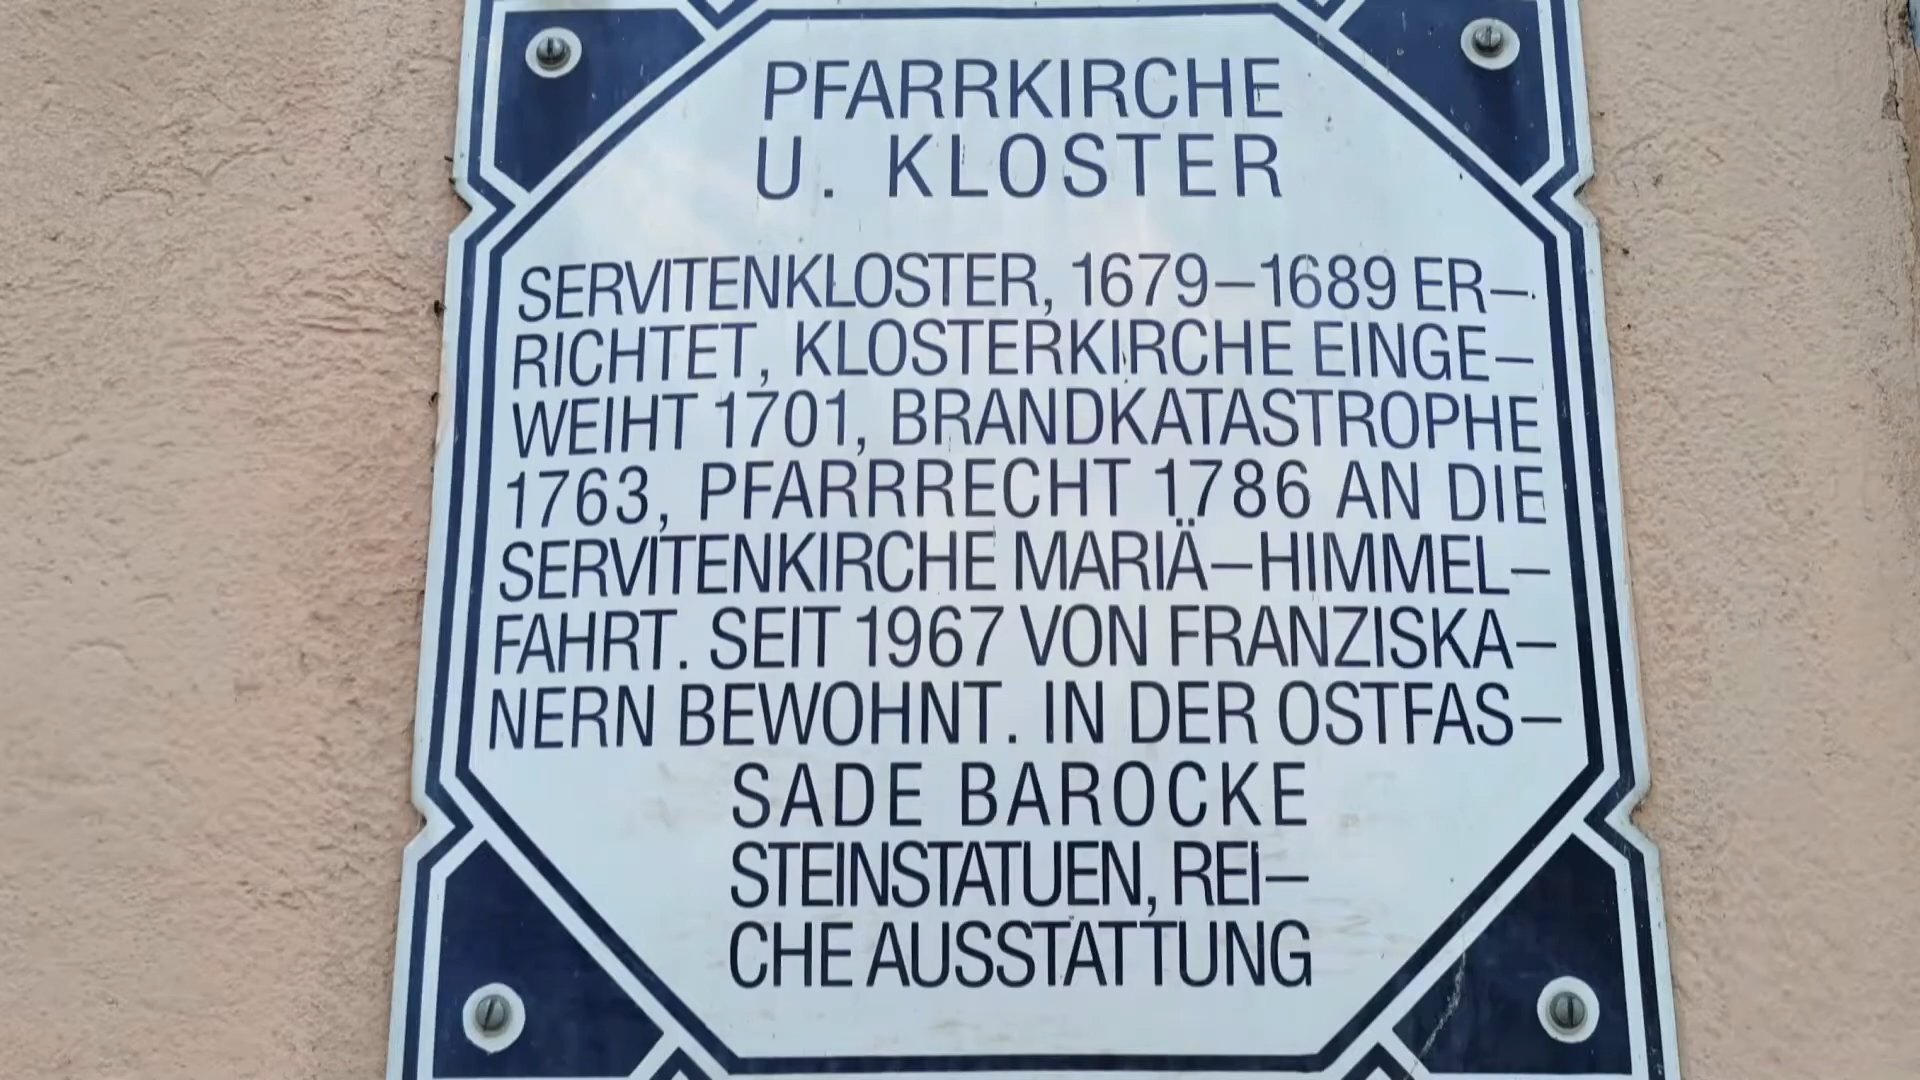 PFARRKIRCHE
U. KLOSTER
SERVITENKLOSTER, 1679–1689 ER–
RICHTET, KLOSTERKIRCHE EINGE–
WEIHT 1701, BRANDKATASTROPHE
1763, PFARRRECHT 1786 AN DIE
SERVITENKIRCHE MARIÄ–HIMMEL–
FAHRT. SEIT 1967 VON FRANZISKA–
NERN BEWOHNT. IN DER OSTFAS–
SADE BAROCKE
STEINSTATUEN, REI–
CHE AUSSTATTUNG